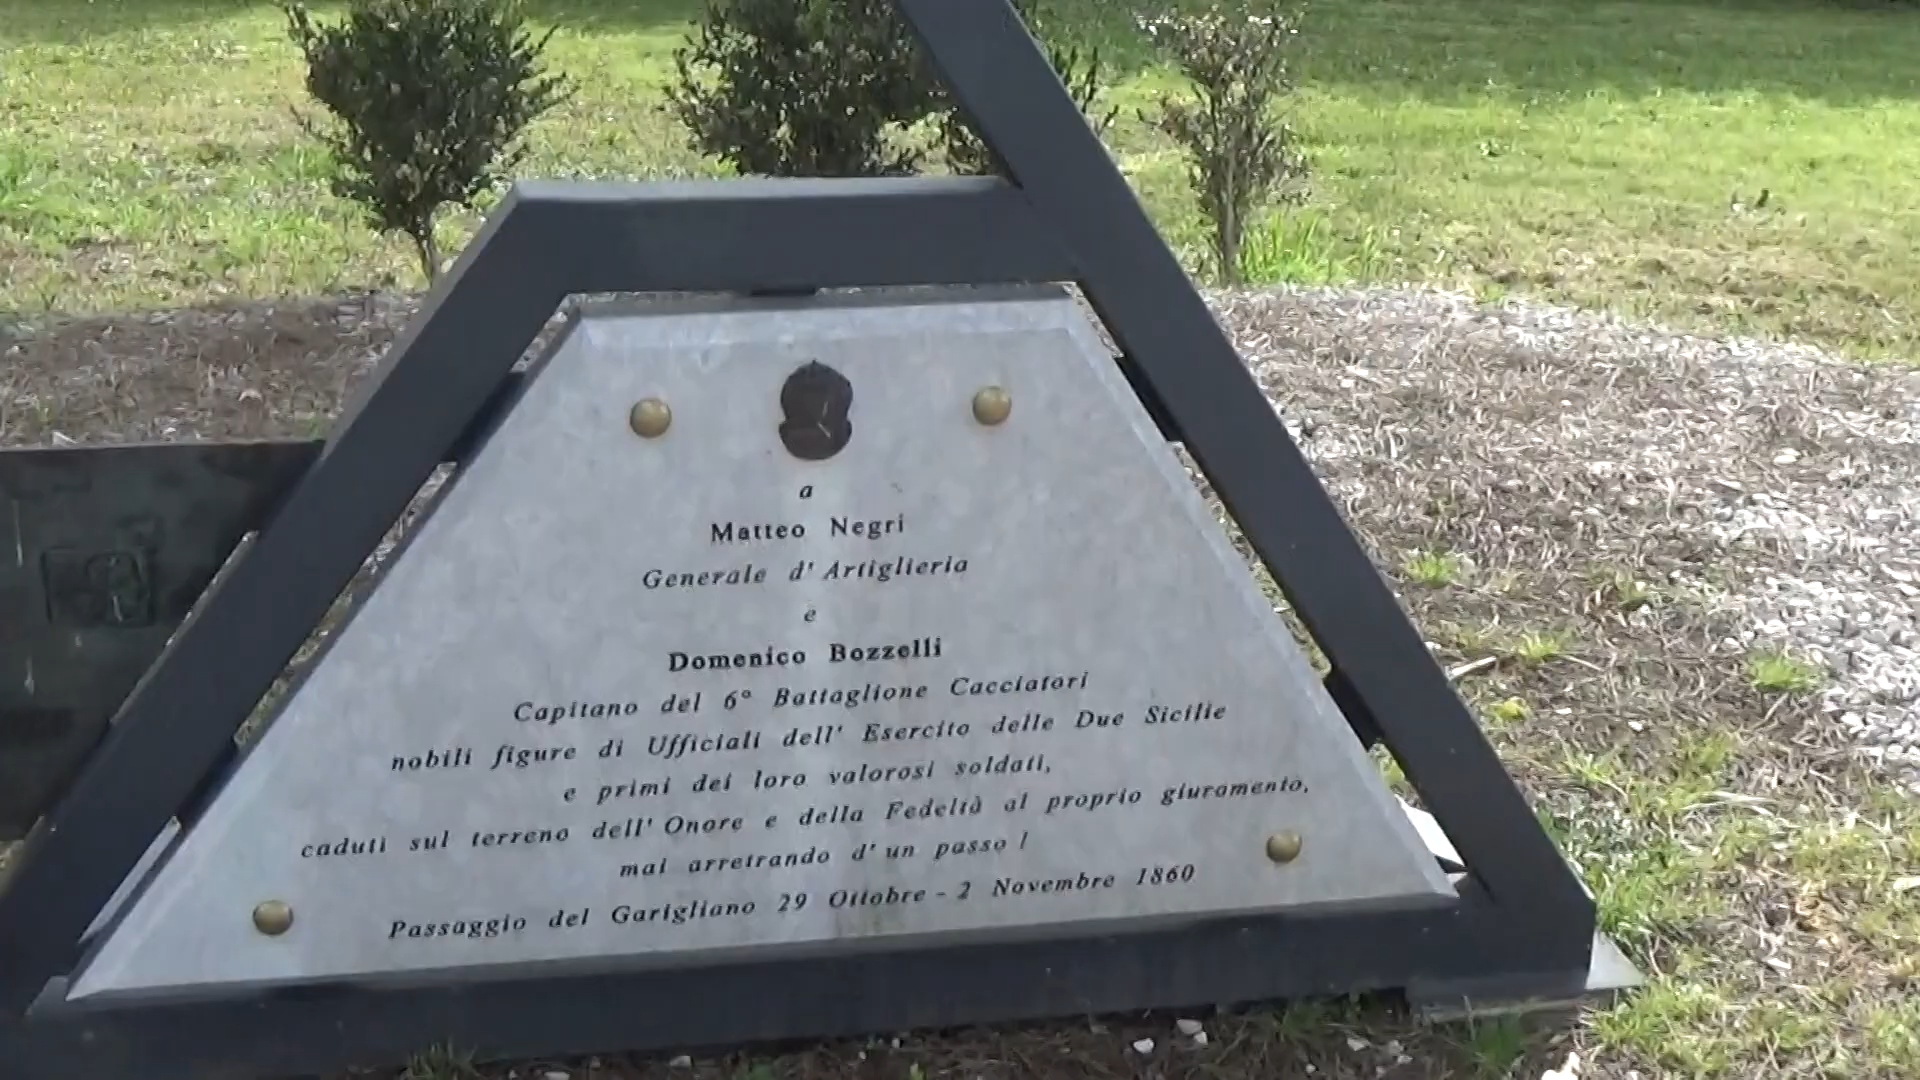 a
Matteo Negri
Generale d' Artiglieria
e
Domenico Bozzelli
Capitano del 6° Battaglione Cacciatori
nobili figure di Ufficiali dell' Esercito delle Due Sicilie
e primi dei loro valorosi soldati,
caduti sul terreno dell' Onore e della Fedeltà al proprio giuramento,
mai arretrando d' un passo !
Passaggio del Garigliano 29 Ottobre - 2 Novembre 1860